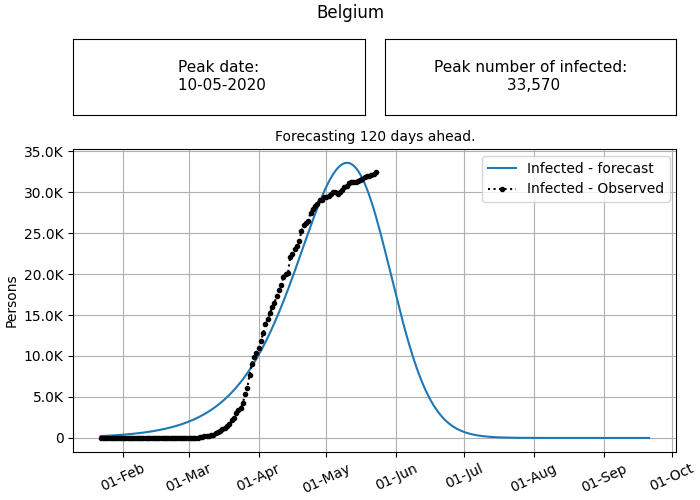 Belgium
Peak date:
10-05-2020
Peak number of infected:
33,570
Forecasting 120 days ahead.
35.0K
30.0K
25.0K
20.0K
15.0K
10.0K
5.0K
0
Persons
Infected - forecast
Infected - Observed
01-Feb
01-Mar
01-Apr
01-May
01-Jun
01-Jul
01-Aug
01-Sep
01-Oct